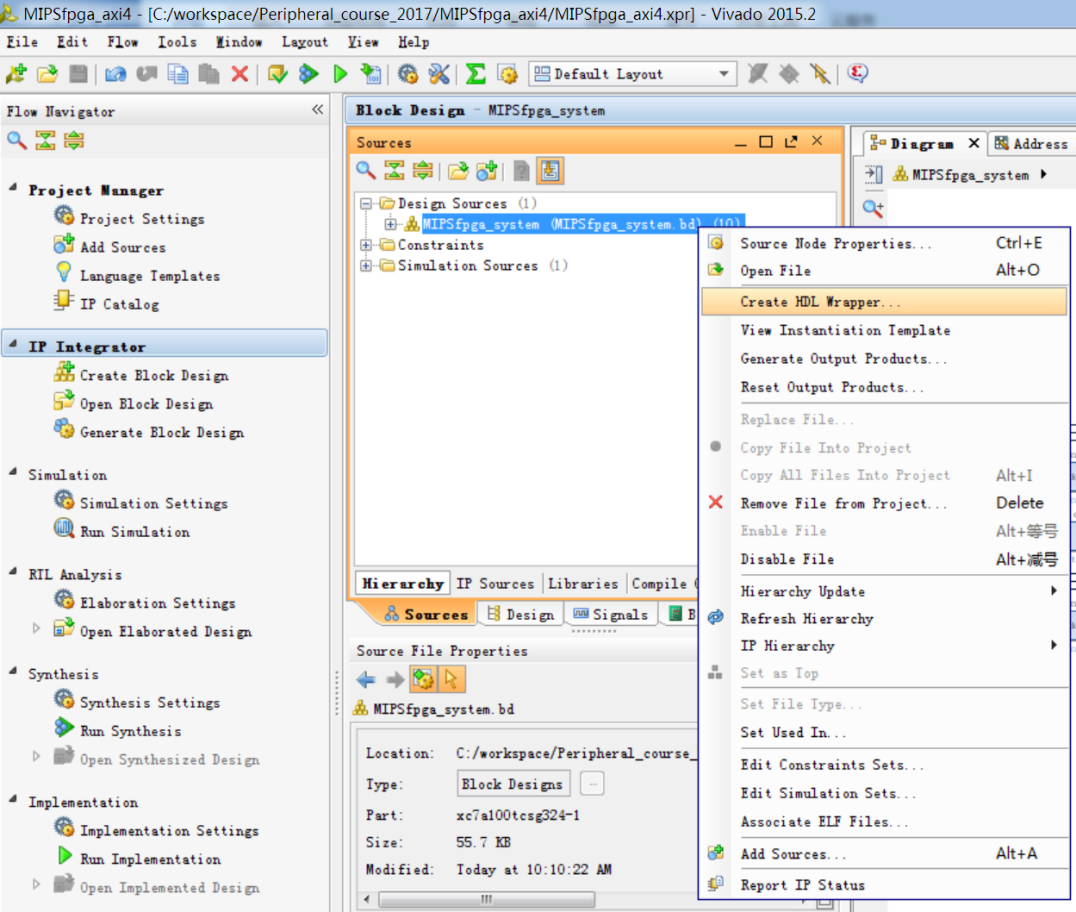 MIPSfpga_axi4 - [C:/workspace/Peripheral_course_2017/MIPSfpga_axi4/MIPSfpga_axi4.xpr] - Vivado 2015.2
File Edit Flow Tools Window Layout View Help
Default Layout
Flow Navigator
Project Manager
Project Settings
Add Sources
Language Templates
IP Catalog
IP Integrator
Create Block Design
Open Block Design
Generate Block Design
Simulation
Simulation Settings
Run Simulation
RTL Analysis
Elaboration Settings
Open Elaborated Design
Synthesis
Synthesis Settings
Run Synthesis
Open Synthesized Design
Implementation
Implementation Settings
Run Implementation
Open Implemented Design
Block Design - MIPSfpga_system
Sources
Design Sources (1)
MIPSfpga_system (MIPSfpga_system.bd) (10)
Constraints
Simulation Sources (1)
Hierarchy IP Sources Libraries Compile
Sources Design Signals B
Source File Properties
MIPSfpga_system.bd
Location: C:/workspace/Peripheral_course_
Type: Block Designs ...
Part: xc7a100tcsg324-1
Size: 55.7 KB
Modified: Today at 10:10:22 AM
Diagram Address
MIPSfpga_system
Source Node Properties... Ctrl+E
Open File Alt+O
Create HDL Wrapper...
View Instantiation Template
Generate Output Products...
Reset Output Products...
Replace File...
Copy File Into Project
Copy All Files Into Project Alt+I
Remove File from Project... Delete
Enable File Alt+等号
Disable File Alt+减号
Hierarchy Update
Refresh Hierarchy
IP Hierarchy
Set as Top
Set File Type...
Set Used In...
Edit Constraints Sets...
Edit Simulation Sets...
Associate ELF Files...
Add Sources... Alt+A
Report IP Status